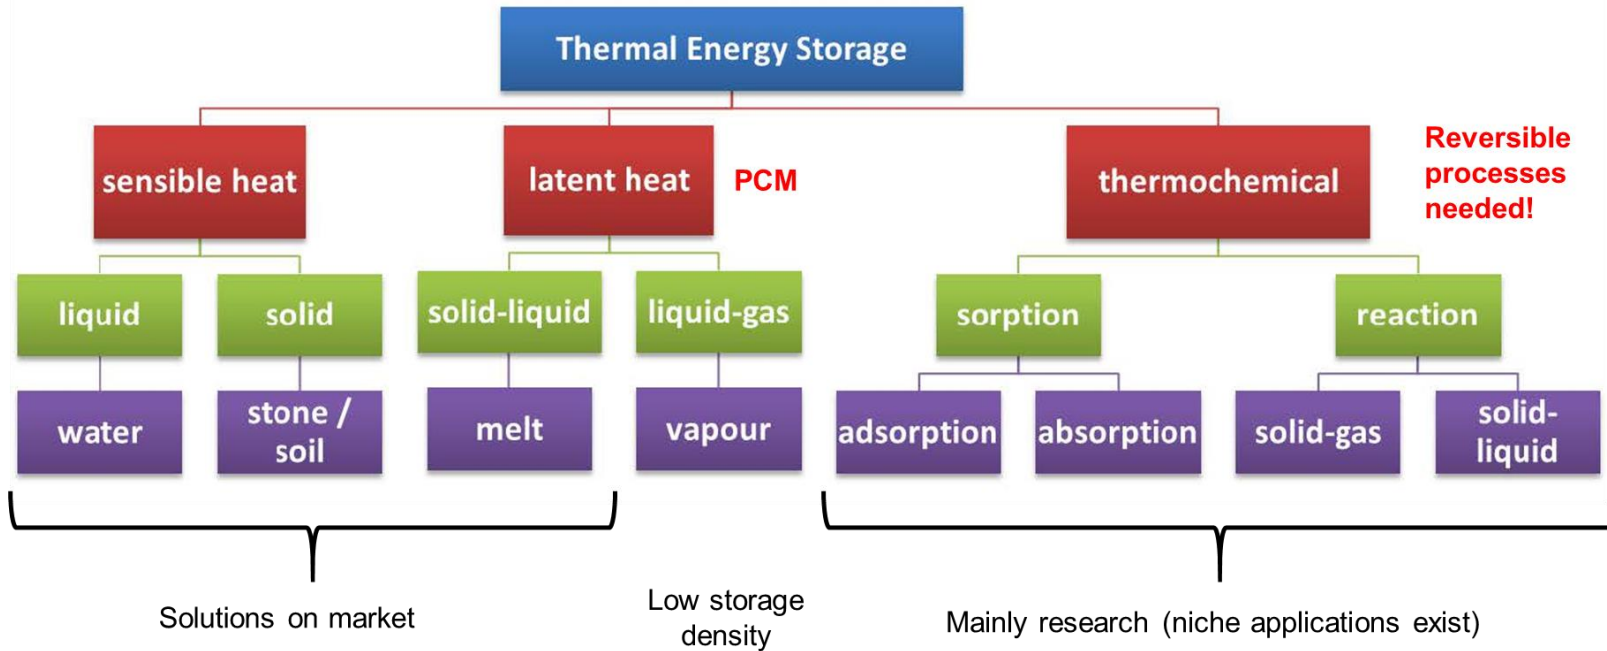 Thermal Energy Storage
sensible heat
latent heat
PCM
thermochemical
Reversible
processes
needed!
liquid
solid
solid-liquid
liquid-gas
sorption
reaction
water
stone /
soil
melt
vapour
adsorption
absorption
solid-gas
solid-
liquid
Solutions on market
Low storage
density
Mainly research (niche applications exist)